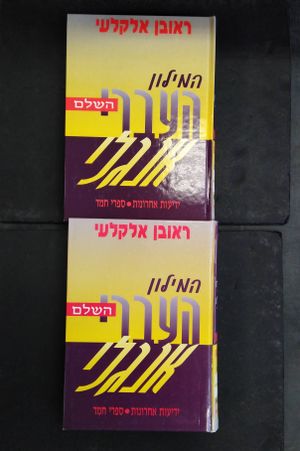 ראובן אלקלעי
המילון
העברי
השלם
אנגלי
ידיעות אחרונות • ספרי חמד
ראובן אלקלעי
המילון
העברי
השלם
אנגלי
ידיעות אחרונות • ספרי חמד